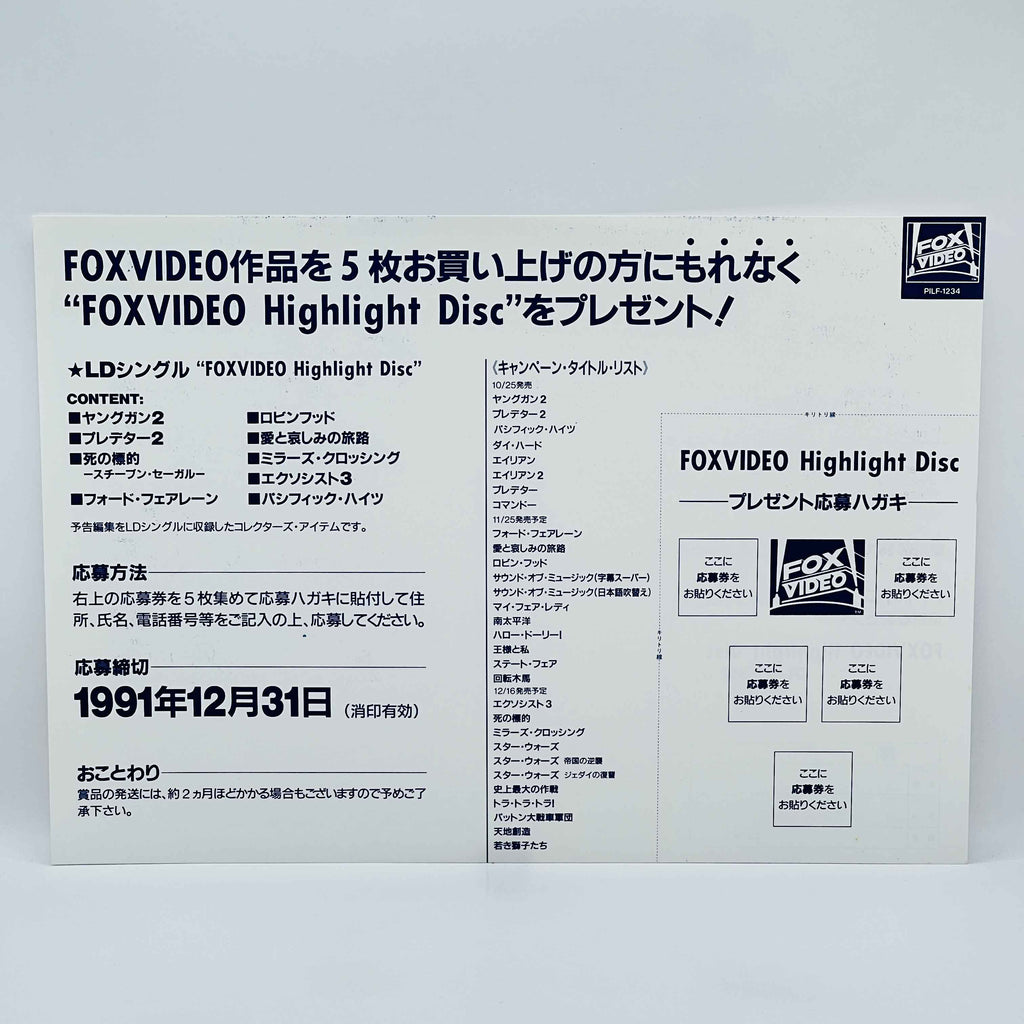 FOXVIDEO作品を5枚お買い上げの方にもれなく
“FOXVIDEO Highlight Disc”をプレゼント!
FOX
VIDEO
PILF-1234
★LDシングル “FOXVIDEO Highlight Disc”
CONTENT:
■ヤングガン2
■プレデター2
■死の標的
—スチーブン・セーガル—
■フォード・フェアレーン
■ロビンフッド
■愛と哀しみの旅路
■ミラーズ・クロッシング
■エクソシスト3
■パシフィック・ハイツ
予告編集をLDシングルに収録したコレクターズ・アイテムです。
応募方法
右上の応募券を5枚集めて応募ハガキに貼付して住
所、氏名、電話番号等をご記入の上、応募してください。
応募締切
1991年12月31日(消印有効)
おことわり
賞品の発送には、約2ヵ月ほどかかる場合もございますので予めご了
承下さい。
《キャンペーン・タイトル・リスト》
10/25発売
ヤングガン2
プレデター2
パシフィック・ハイツ
ダイ・ハード
エイリアン
エイリアン2
プレデター
コマンドー
11/25発売予定
フォード・フェアレーン
愛と哀しみの旅路
ロビン・フッド
サウンド・オブ・ミュージック(字幕スーパー)
サウンド・オブ・ミュージック(日本語吹替え)
マイ・フェア・レディ
南太平洋
ハロー・ドーリー!
王様と私
ステート・フェア
回転木馬
12/16発売予定
エクソシスト3
死の標的
ミラーズ・クロッシング
スター・ウォーズ
スター・ウォーズ 帝国の逆襲
スター・ウォーズ ジェダイの復讐
史上最大の作戦
トラ・トラ・トラ!
パットン大戦車軍団
天地創造
若き獅子たち
キリトリ線
キリトリ線
FOXVIDEO Highlight Disc
プレゼント応募ハガキ
ここに
応募券を
お貼りください
FOX
VIDEO
ここに
応募券を
お貼りください
ここに
応募券を
お貼りください
ここに
応募券を
お貼りください
ここに
応募券を
お貼りください